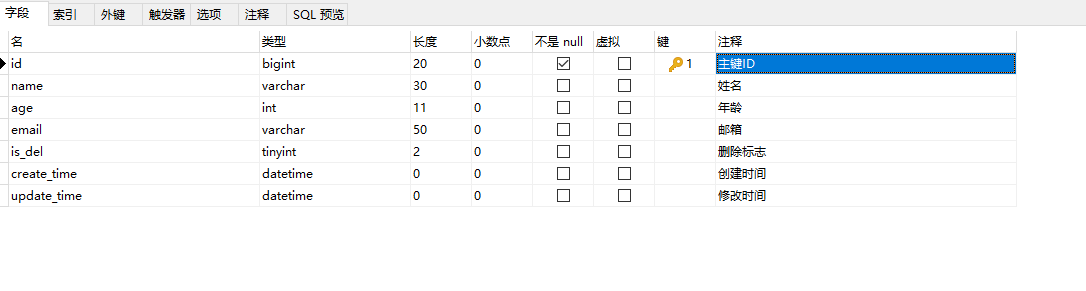 字段 索引 外键 触发器 选项 注释 SQL 预览
名 类型 长度 小数点 不是 null 虚拟 键 注释
id bigint 20 0 1 主键ID
name varchar 30 0 姓名
age int 11 0 年龄
email varchar 50 0 邮箱
is_del tinyint 2 0 删除标志
create_time datetime 0 0 创建时间
update_time datetime 0 0 修改时间